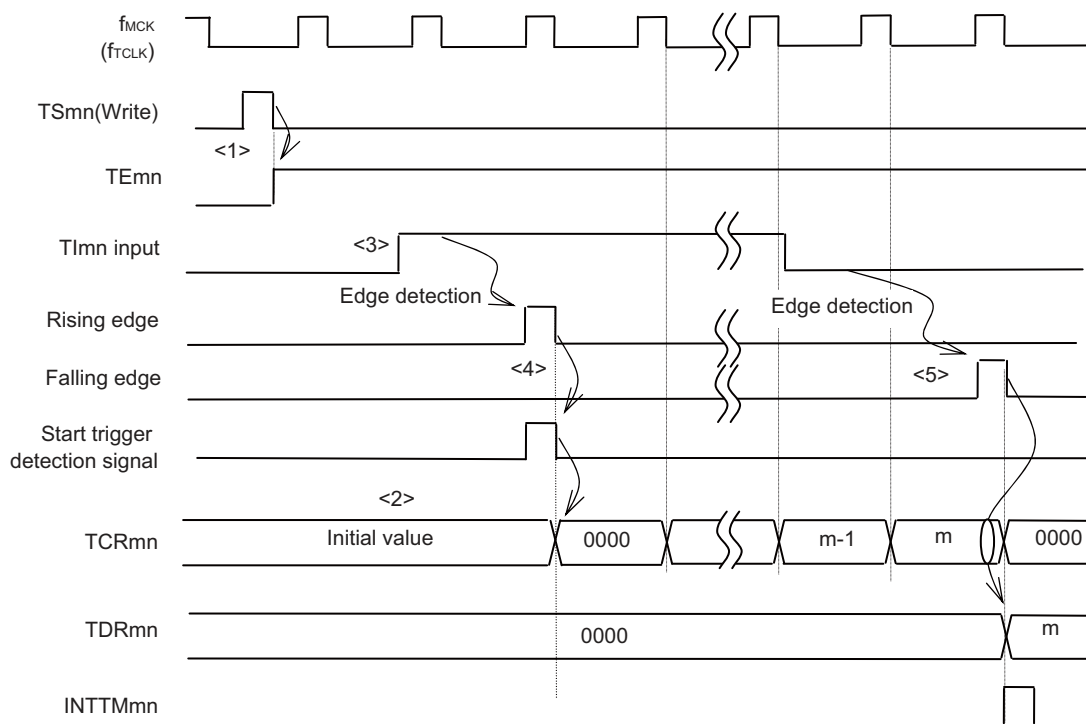 fMCK
(fTCLK)
TSmn(Write)
<1>
TEmn
TImn input
<3>
Edge detection
Edge detection
Rising edge
<4>
<5>
Falling edge
Start trigger
detection signal
<2>
TCRmn
Initial value
0000
m-1
m
0000
TDRmn
0000
m
INTTMmn